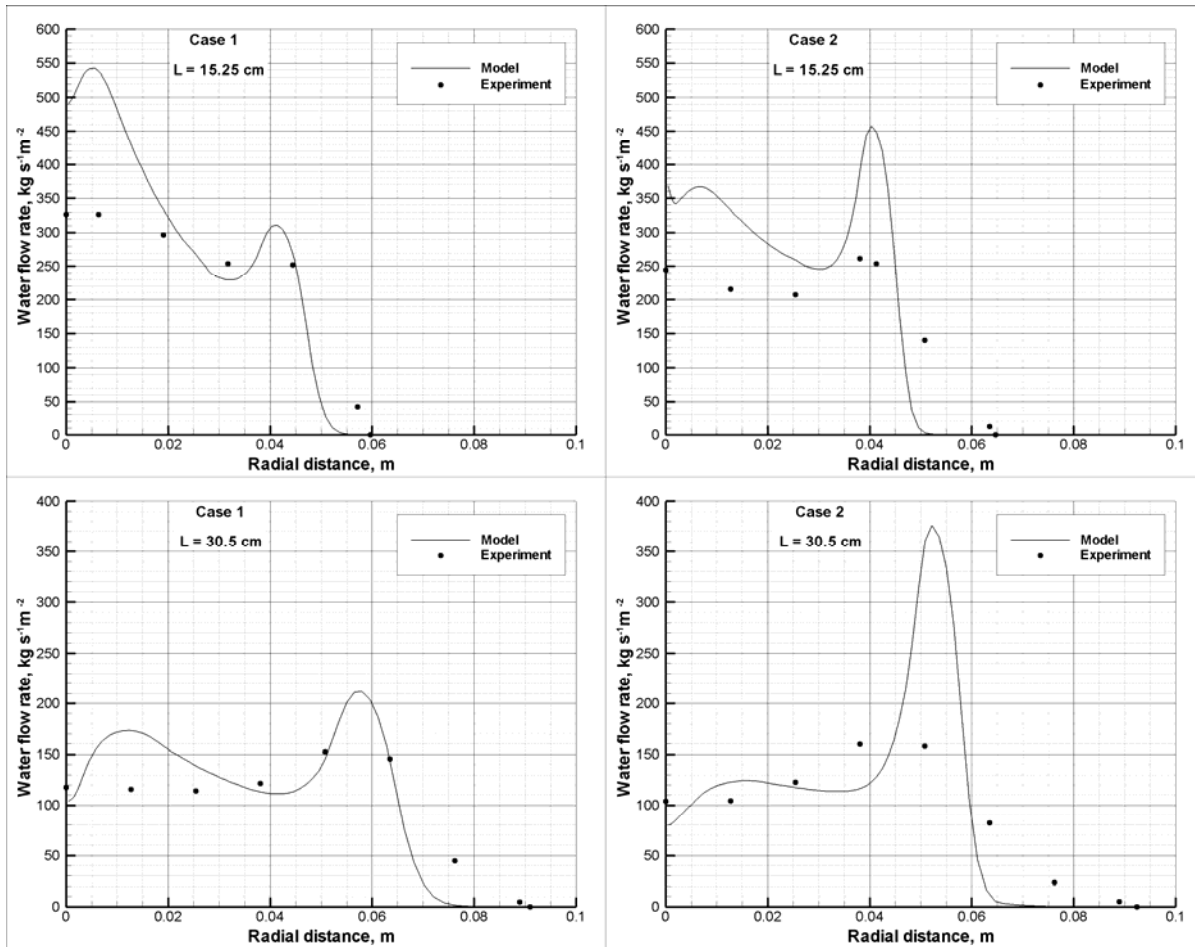 600
550
500
450
400
350
300
250
200
150
100
50
0
Water flow rate, kg s⁻¹m⁻²
Case 1
L = 15.25 cm
Model
Experiment
0 0.02 0.04 0.06 0.08 0.1
Radial distance, m
600
550
500
450
400
350
300
250
200
150
100
50
0
Water flow rate, kg s⁻¹m⁻²
Case 2
L = 15.25 cm
Model
Experiment
0 0.02 0.04 0.06 0.08 0.1
Radial distance, m
400
350
300
250
200
150
100
50
0
Water flow rate, kg s⁻¹m⁻²
Case 1
L = 30.5 cm
Model
Experiment
0 0.02 0.04 0.06 0.08 0.1
Radial distance, m
400
350
300
250
200
150
100
50
0
Water flow rate, kg s⁻¹m⁻²
Case 2
L = 30.5 cm
Model
Experiment
0 0.02 0.04 0.06 0.08 0.1
Radial distance, m